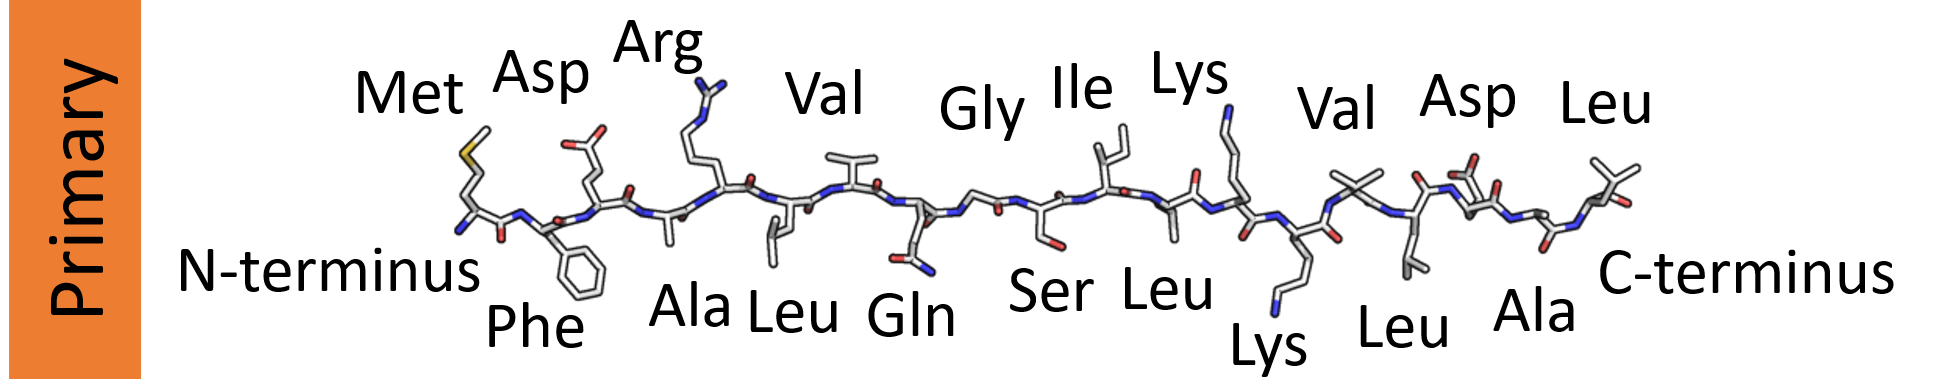 Primary
N-terminus
Met
Phe
Asp
Ala
Arg
Leu
Val
Gln
Gly
Ser
Ile
Leu
Lys
Lys
Val
Leu
Asp
Ala
Leu
C-terminus